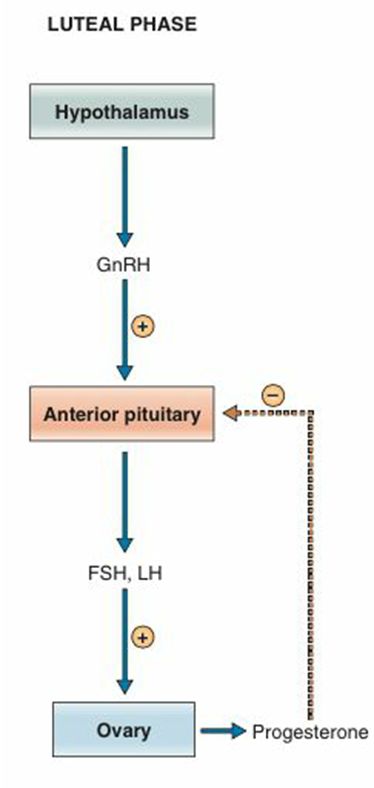 LUTEAL PHASE
Hypothalamus
GnRH
+
Anterior pituitary
−
FSH, LH
+
Ovary
Progesterone